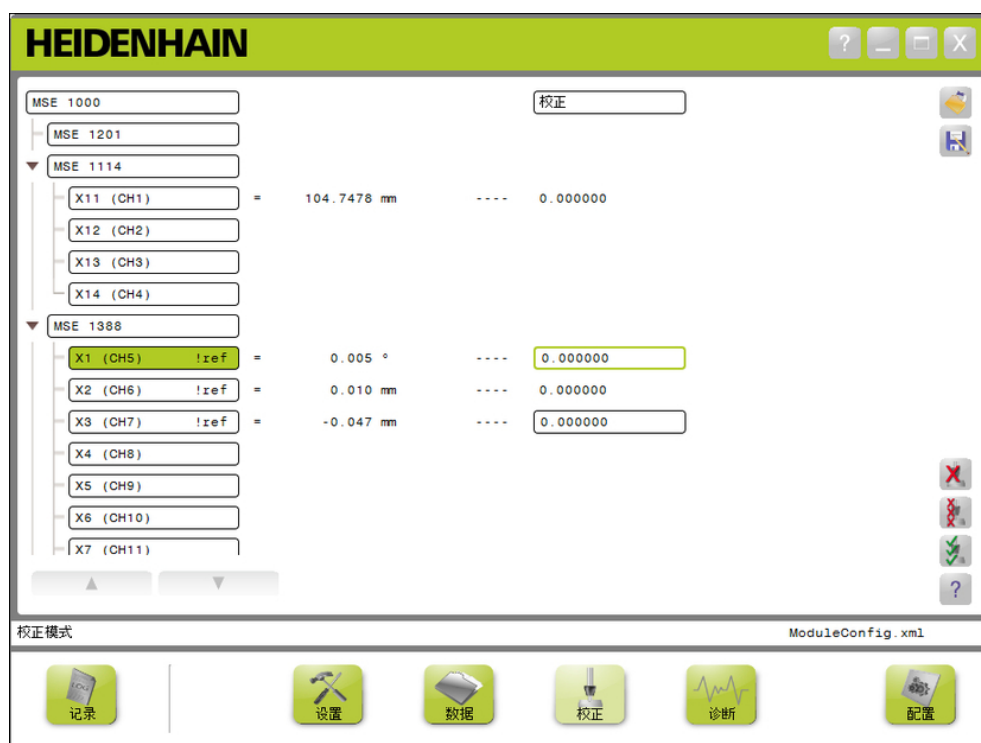 HEIDENHAIN ? X
MSE 1000 校正
MSE 1201
MSE 1114
X11 (CH1) = 104.7478 mm ---- 0.000000
X12 (CH2)
X13 (CH3)
X14 (CH4)
MSE 1388
X1 (CH5) !ref = 0.005 ° ---- 0.000000
X2 (CH6) !ref = 0.010 mm ---- 0.000000
X3 (CH7) !ref = -0.047 mm ---- 0.000000
X4 (CH8)
X5 (CH9)
X6 (CH10)
X7 (CH11)
?
校正模式 ModuleConfig.xml
LOG
记录 设置 数据 校正 诊断 配置